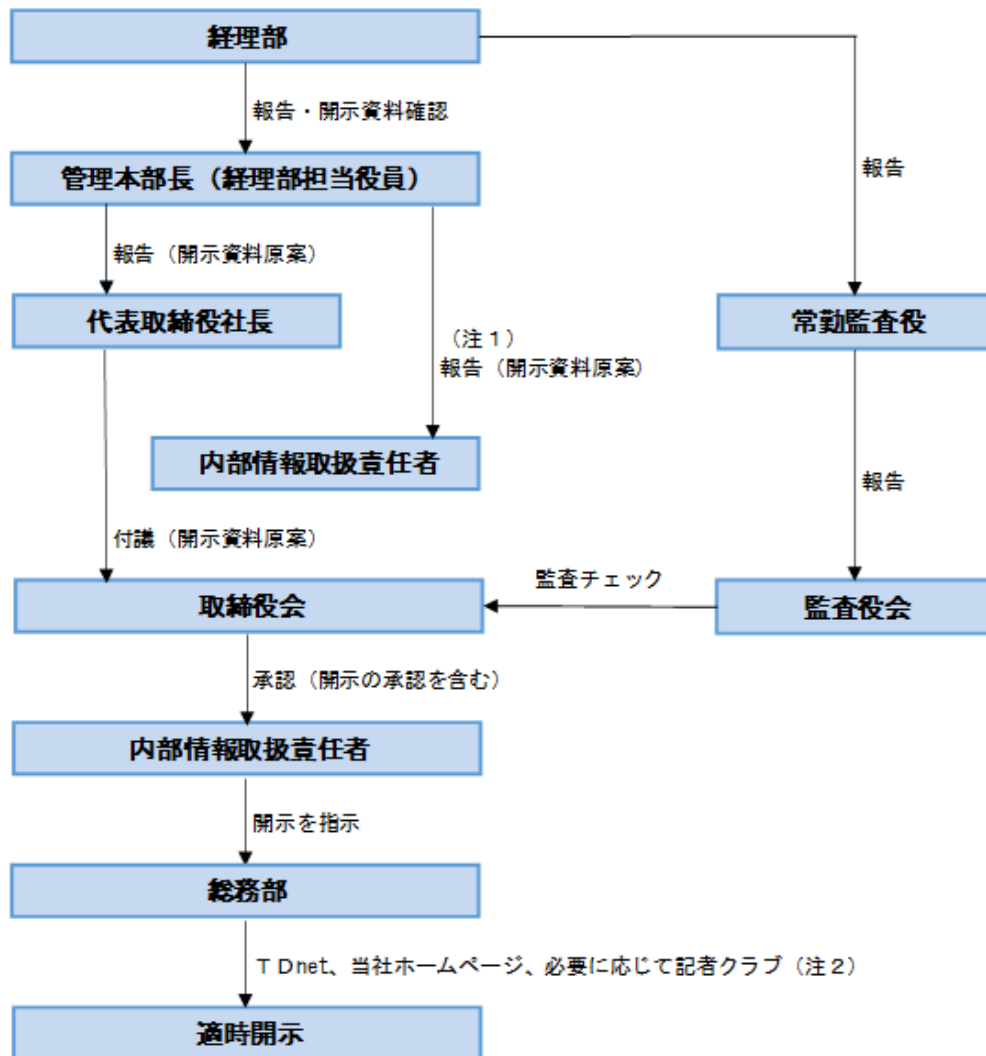 経理部
報告・開示資料確認
管理本部長（経理部担当役員）
報告
報告（開示資料原案）
代表取締役社長
常勤監査役
（注１）
報告（開示資料原案）
内部情報取扱責任者
報告
付議（開示資料原案）
監査チェック
取締役会
監査役会
承認（開示の承認を含む）
内部情報取扱責任者
開示を指示
総務部
ＴＤnet、当社ホームページ、必要に応じて記者クラブ（注２）
適時開示